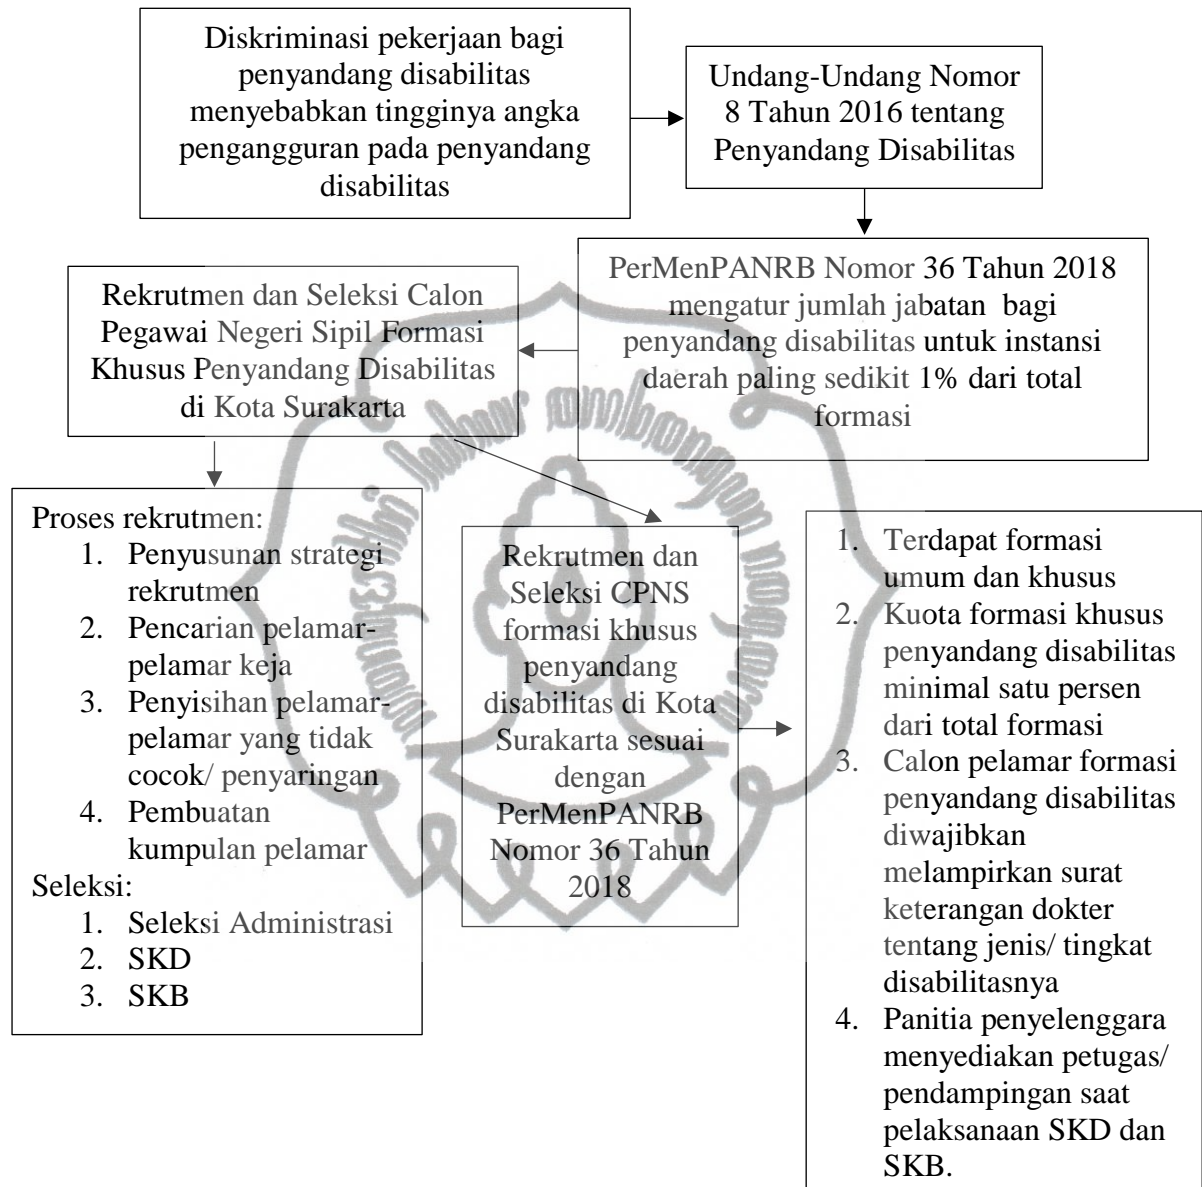 Diskriminasi pekerjaan bagi
penyandang disabilitas
menyebabkan tingginya angka
pengangguran pada penyandang
disabilitas
Undang-Undang Nomor
8 Tahun 2016 tentang
Penyandang Disabilitas
PerMenPANRB Nomor 36 Tahun 2018
mengatur jumlah jabatan bagi
penyandang disabilitas untuk instansi
daerah paling sedikit 1% dari total
formasi
Rekrutmen dan Seleksi Calon
Pegawai Negeri Sipil Formasi
Khusus Penyandang Disabilitas
di Kota Surakarta
Proses rekrutmen:
1. Penyusunan strategi
rekrutmen
2. Pencarian pelamar-
pelamar keja
3. Penyisihan pelamar-
pelamar yang tidak
cocok/ penyaringan
4. Pembuatan
kumpulan pelamar
Seleksi:
1. Seleksi Administrasi
2. SKD
3. SKB
Rekrutmen dan
Seleksi CPNS
formasi khusus
penyandang
disabilitas di Kota
Surakarta sesuai
dengan
PerMenPANRB
Nomor 36 Tahun
2018
1. Terdapat formasi
umum dan khusus
2. Kuota formasi khusus
penyandang disabilitas
minimal satu persen
dari total formasi
3. Calon pelamar formasi
penyandang disabilitas
diwajibkan
melampirkan surat
keterangan dokter
tentang jenis/ tingkat
disabilitasnya
4. Panitia penyelenggara
menyediakan petugas/
pendampingan saat
pelaksanaan SKD dan
SKB.